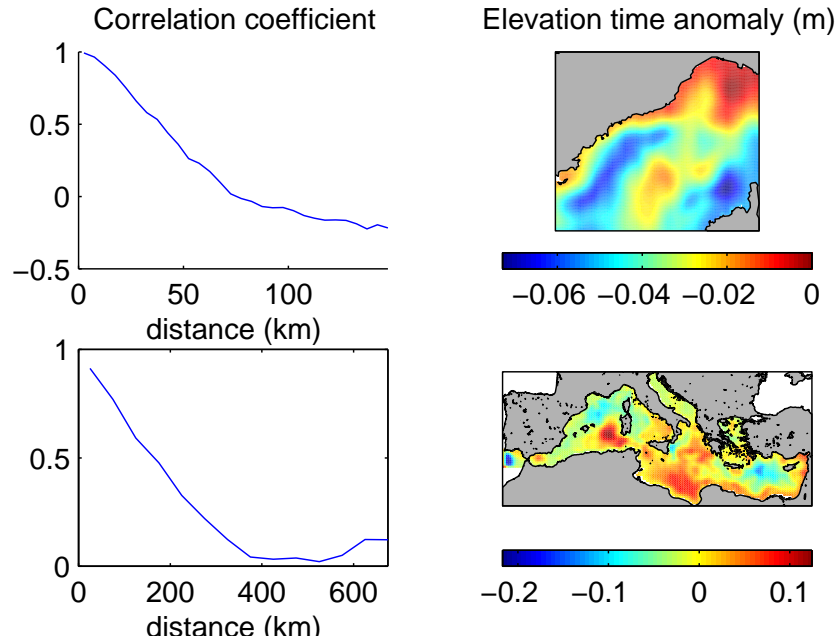 Correlation coefficient
Elevation time anomaly (m)
1
0.5
0
−0.5
0 50 100
distance (km)
−0.06 −0.04 −0.02 0
1
0.5
0
0 200 400 600
distance (km)
−0.2 −0.1 0 0.1